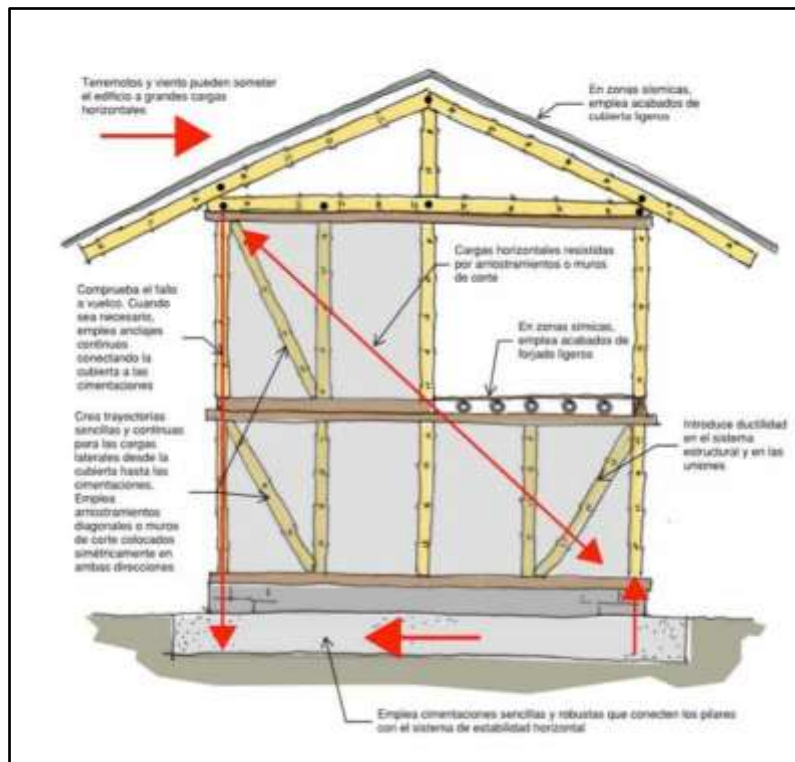 Terremotos y viento pueden someter
el edificio a grandes cargas
horizontales
En zonas sísmicas,
emplea acabados de
cubierta ligeros
Cargas horizontales resistidas
por arriostramientos o muros
de corte
Comprueba el fallo
a vuelco. Cuando
sea necesario,
emplea anclajes
continuos
conectando la
cubierta a las
cimentaciones
En zonas símicas,
emplea acabados de
forjado ligeros
Crea trayectorias
sencillas y continuas
para las cargas
laterales desde la
cubierta hasta las
cimentaciones.
Emplea
arriostramientos
diagonales o muros
de corte colocados
simétricamente en
ambas direcciones
Introduce ductilidad
en el sistema
estructural y en las
uniones
Emplea cimentaciones sencillas y robustas que conecten los pilares
con el sistema de estabilidad horizontal